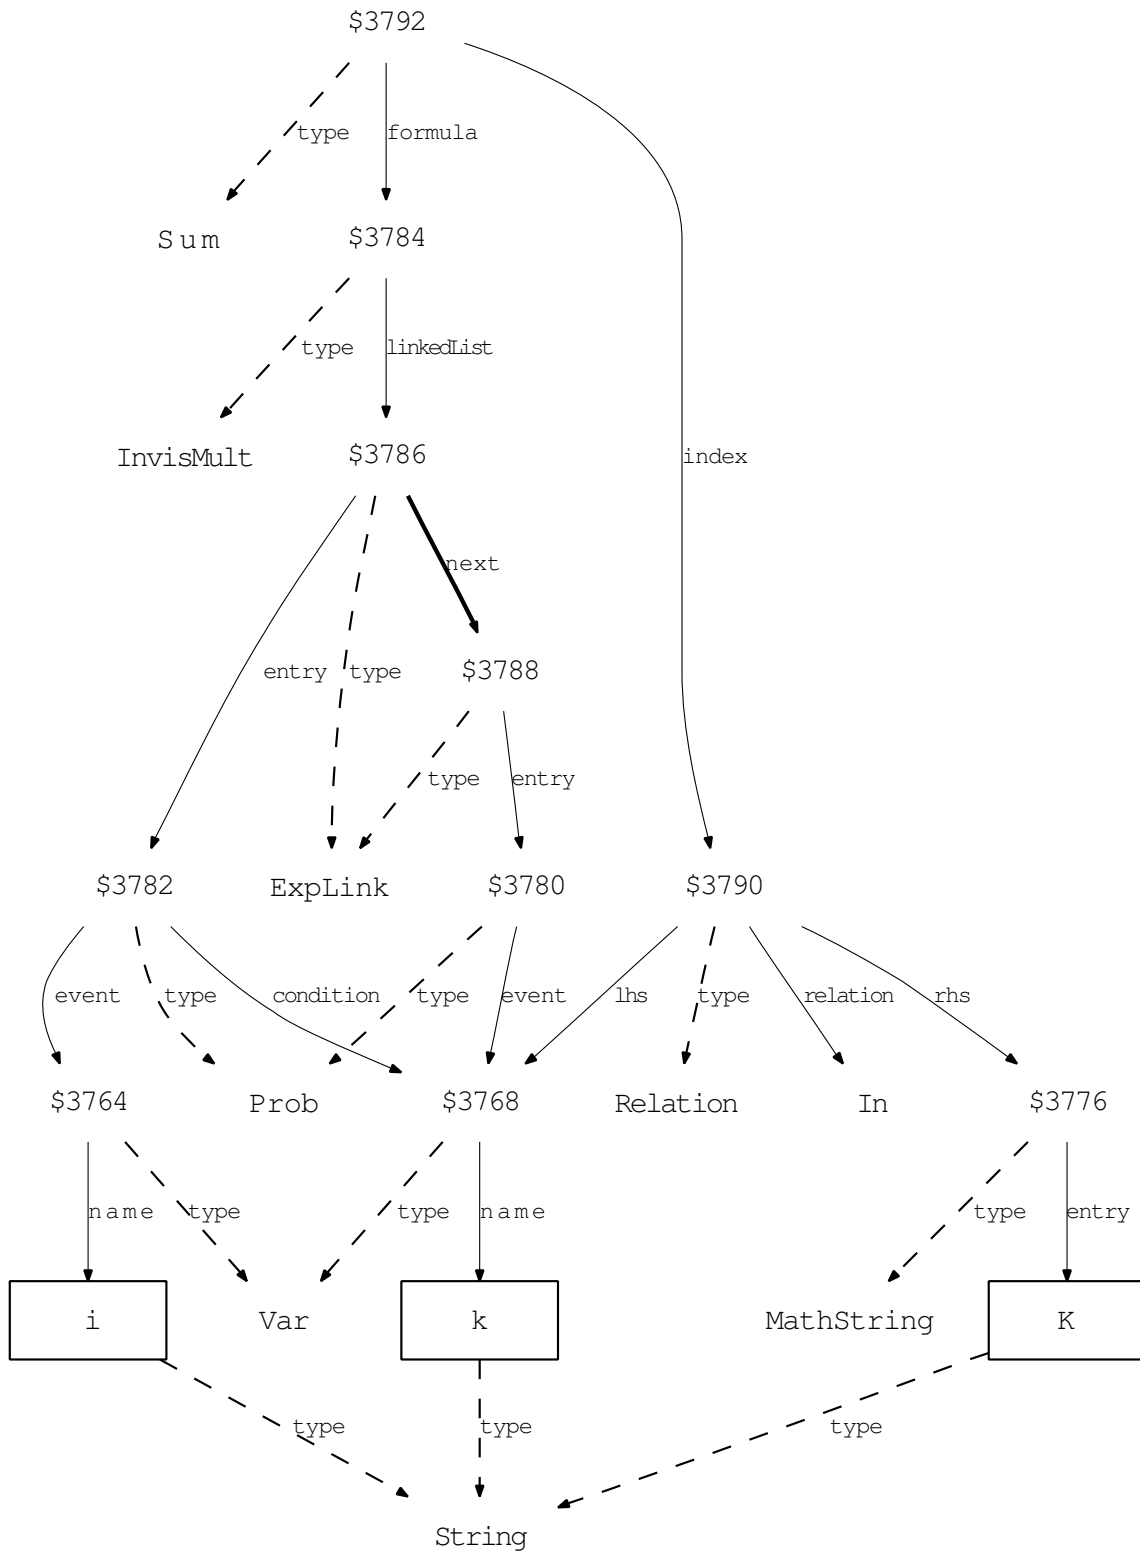 $3792
type formula
Sum $3784
type linkedList
InvisMult $3786 index
next
entry type $3788
type entry
$3782 ExpLink $3780 $3790
event type condition type event lhs type relation rhs
$3764 Prob $3768 Relation In $3776
name type type name type entry
i Var k MathString K
type type type
String